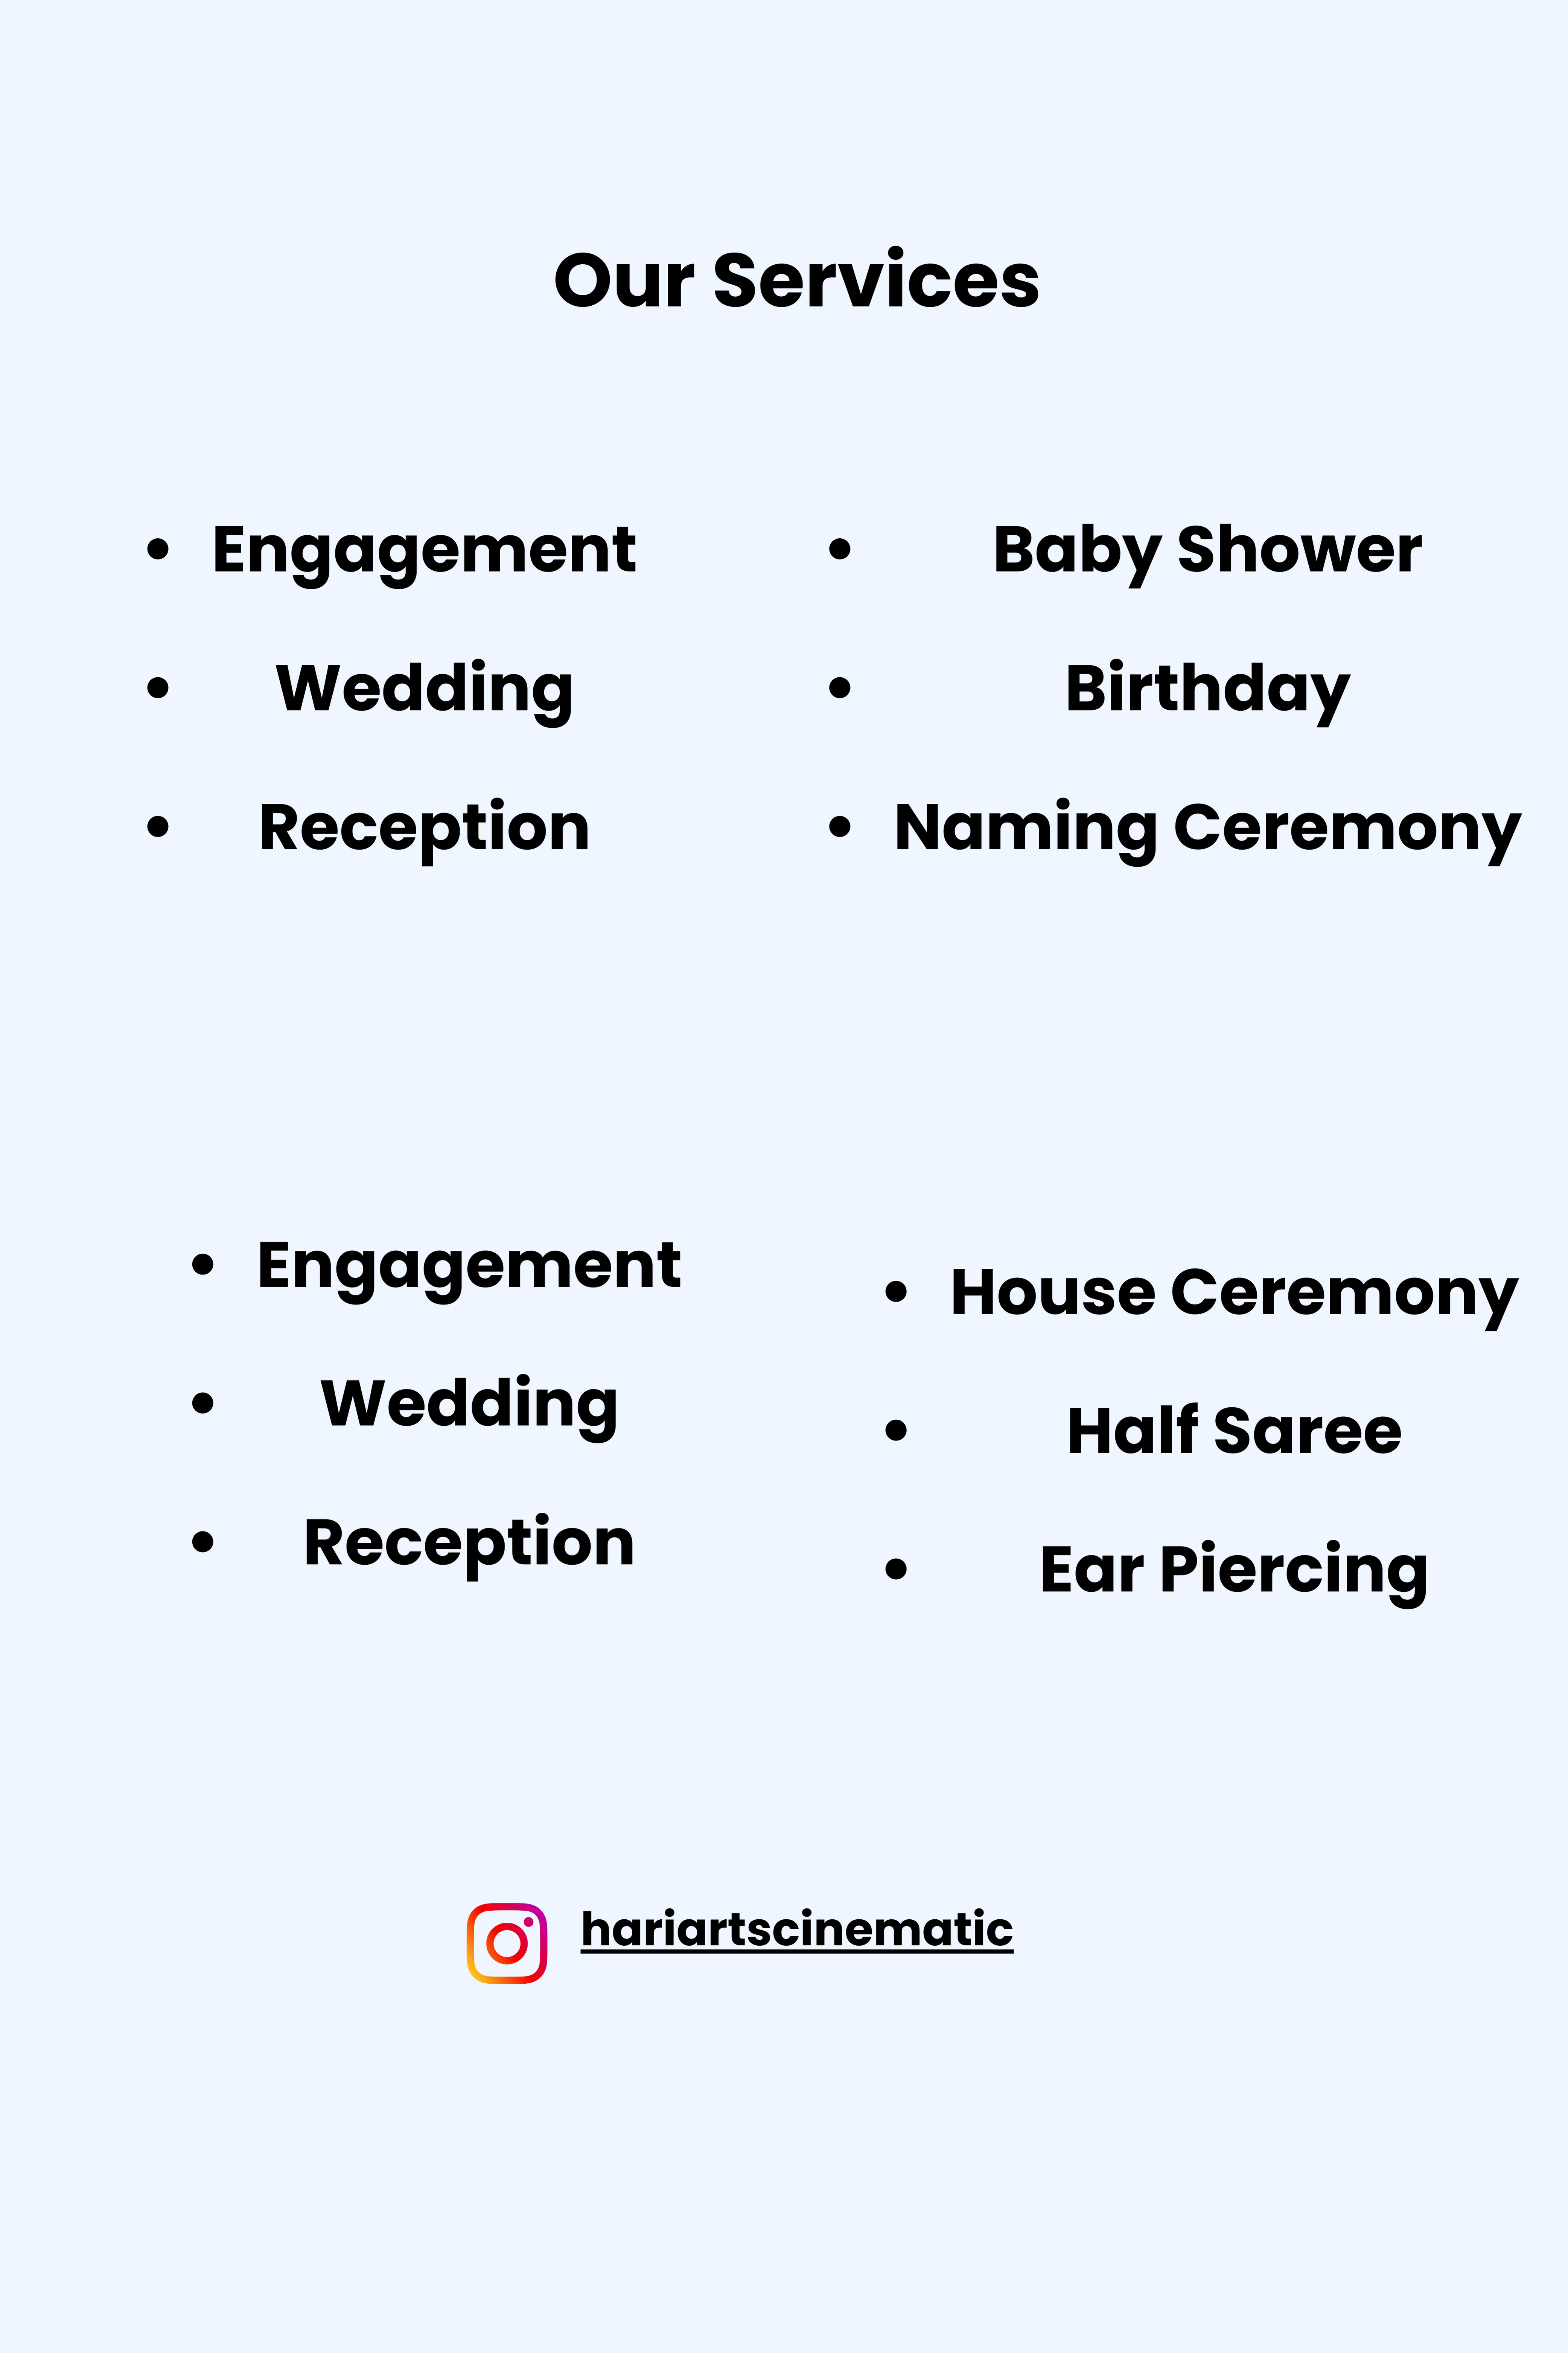 Our Services
• Engagement
• Wedding
• Reception
• Baby Shower
• Birthday
• Naming Ceremony
• Engagement
• Wedding
• Reception
• House Ceremony
• Half Saree
• Ear Piercing
hariartscinematic